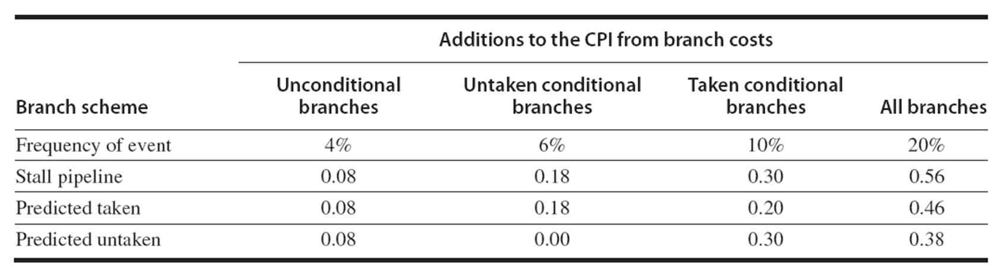 Additions to the CPI from branch costs
Branch scheme Unconditional branches Untaken conditional branches Taken conditional branches All branches
Frequency of event 4% 6% 10% 20%
Stall pipeline 0.08 0.18 0.30 0.56
Predicted taken 0.08 0.18 0.20 0.46
Predicted untaken 0.08 0.00 0.30 0.38